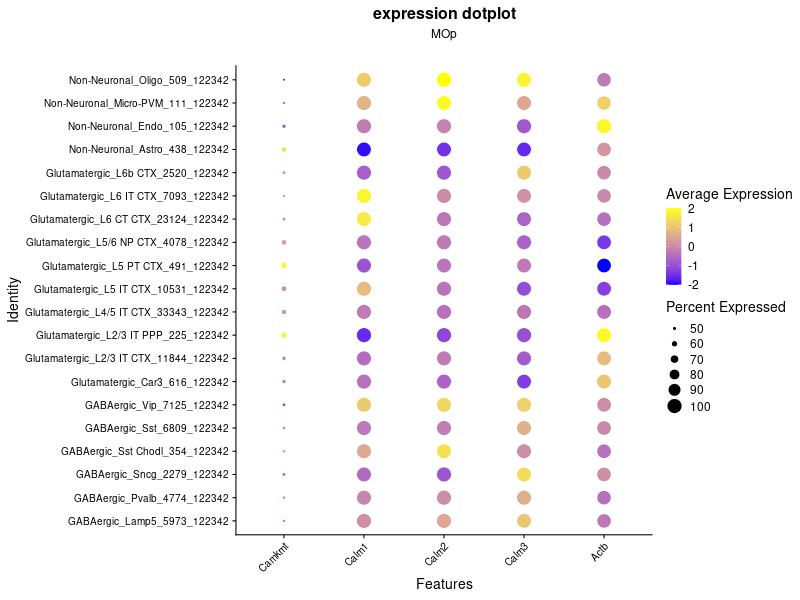 expression dotplot
MOp
Non-Neuronal_Oligo_509_122342
Non-Neuronal_Micro-PVM_111_122342
Non-Neuronal_Endo_105_122342
Non-Neuronal_Astro_438_122342
Glutamatergic_L6b CTX_2520_122342
Glutamatergic_L6 IT CTX_7093_122342
Glutamatergic_L6 CT CTX_23124_122342
Glutamatergic_L5/6 NP CTX_4078_122342
Glutamatergic_L5 PT CTX_491_122342
Glutamatergic_L5 IT CTX_10531_122342
Glutamatergic_L4/5 IT CTX_33343_122342
Glutamatergic_L2/3 IT PPP_225_122342
Glutamatergic_L2/3 IT CTX_11844_122342
Glutamatergic_Car3_616_122342
GABAergic_Vip_7125_122342
GABAergic_Sst_6809_122342
GABAergic_Sst Chodl_354_122342
GABAergic_Sncg_2279_122342
GABAergic_Pvalb_4774_122342
GABAergic_Lamp5_5973_122342
Identity
Camkmt
Calm1
Calm2
Calm3
Actb
Features
Average Expression
2
1
0
-1
-2
Percent Expressed
50
60
70
80
90
100